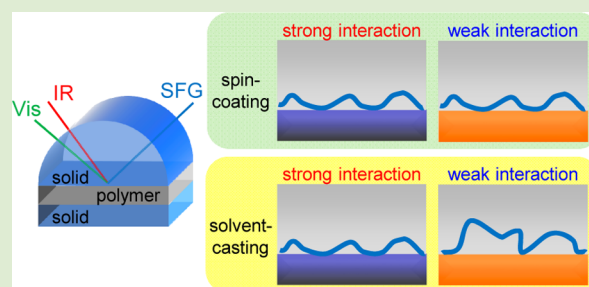 Vis
IR
SFG
solid
polymer
solid
strong interaction weak interaction
spin-
coating
strong interaction weak interaction
solvent-
casting